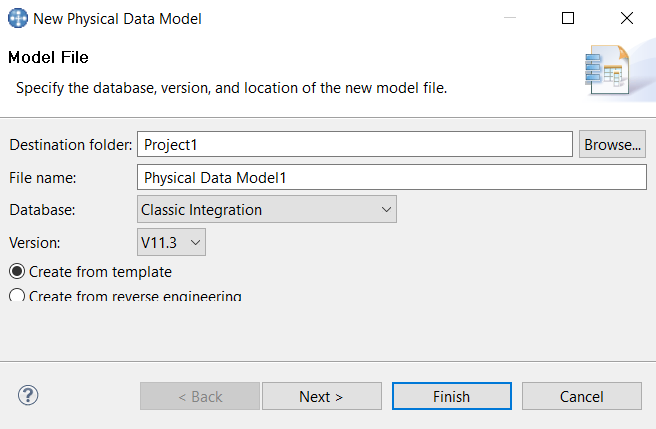 New Physical Data Model
Model File
Specify the database, version, and location of the new model file.
Destination folder: Project1 Browse...
File name: Physical Data Model1
Database: Classic Integration
Version: V11.3
Create from template
Create from reverse engineering
? < Back Next > Finish Cancel